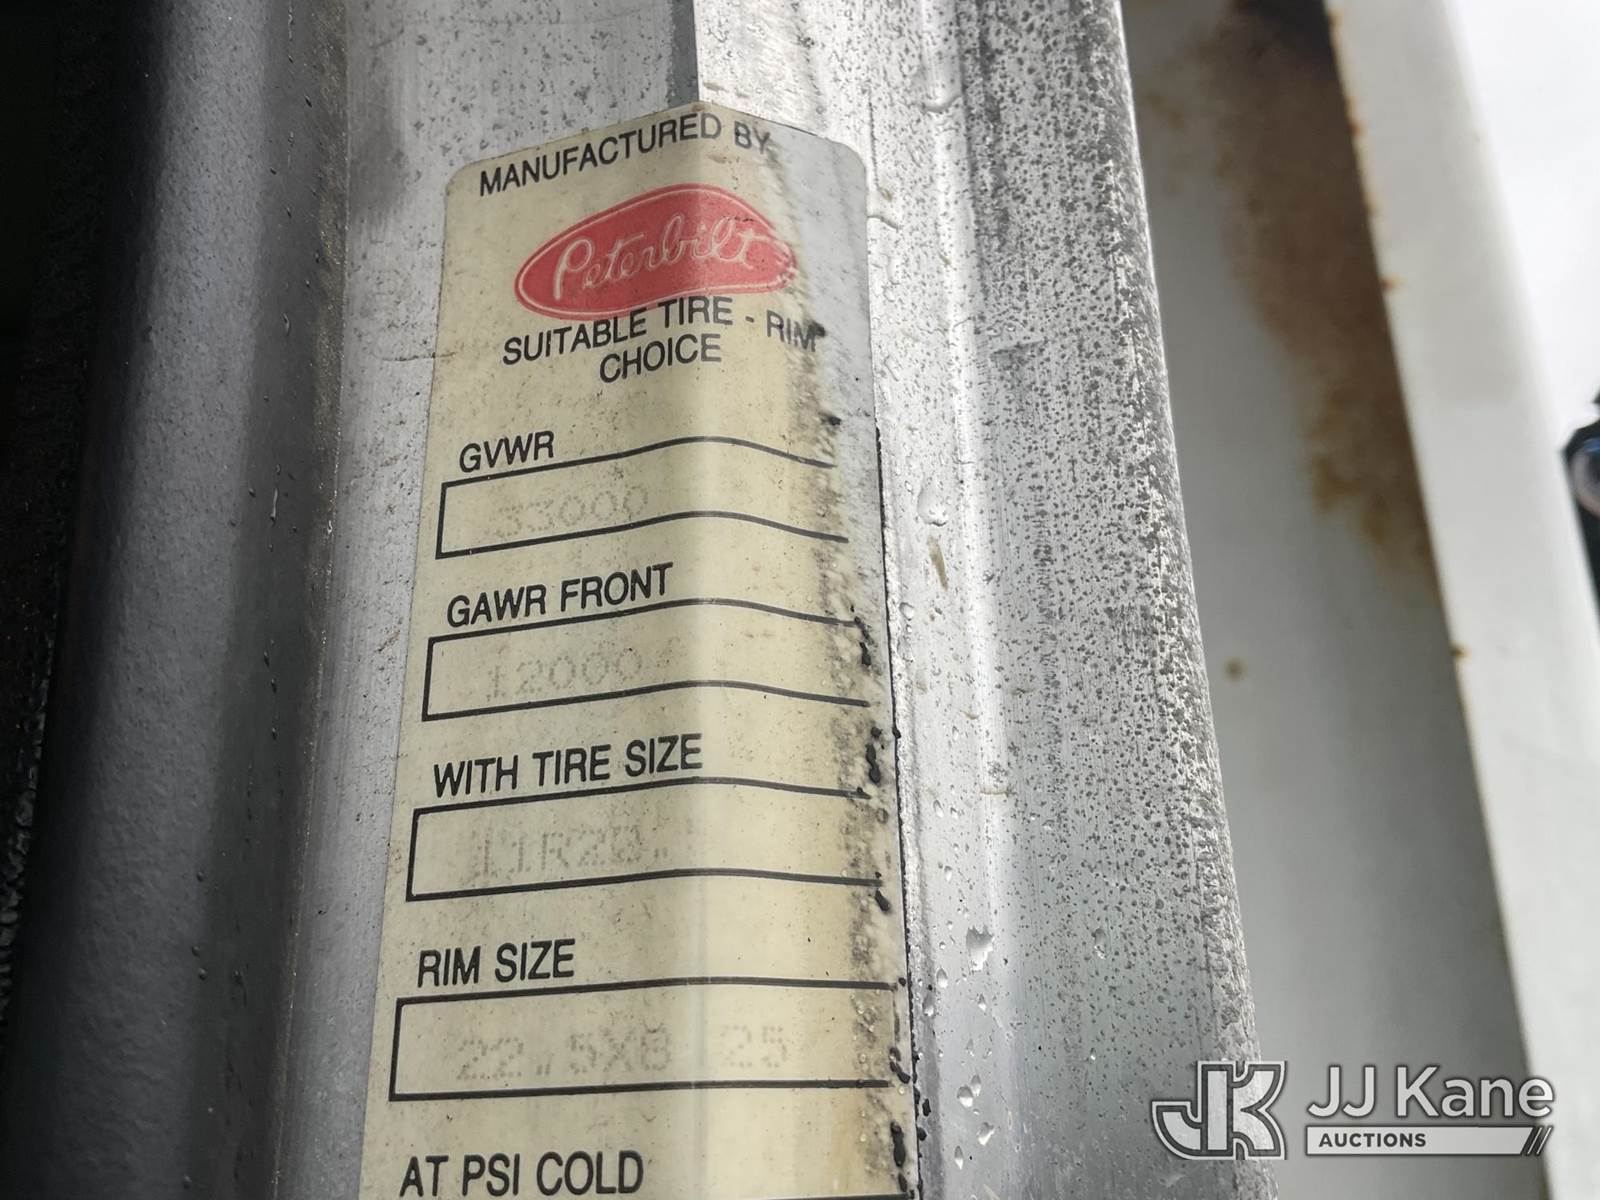 MANUFACTURED BY
Peterbilt
SUITABLE TIRE - RIM
CHOICE
GVWR
33000
GAWR FRONT
12000
WITH TIRE SIZE
RIM SIZE
22.5X8 25
AT PSI COLD
JK JJ Kane
AUCTIONS